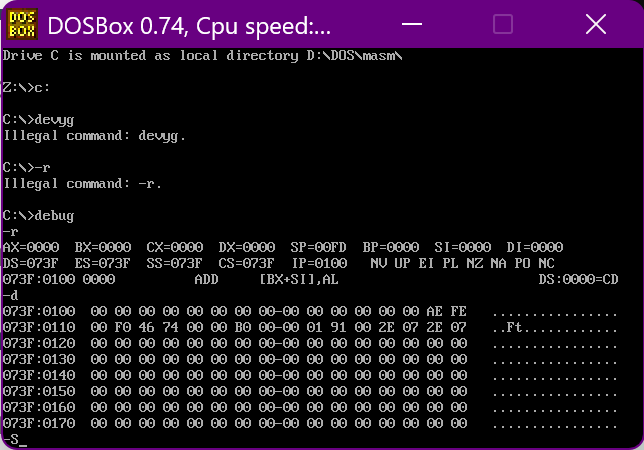 DOS
BOX
DOSBox 0.74, Cpu speed:...
Drive C is mounted as local directory D:\DOS\masm\
Z:\>c:
C:\>devyg
Illegal command: devyg.
C:\>-r
Illegal command: -r.
C:\>debug
-r
AX=0000  BX=0000  CX=0000  DX=0000  SP=00FD  BP=0000  SI=0000  DI=0000
DS=073F  ES=073F  SS=073F  CS=073F  IP=0100   NV UP EI PL NZ NA PO NC
073F:0100 0000          ADD     [BX+SI],AL                         DS:0000=CD
-d
073F:0100  00 00 00 00 00 00 00 00-00 00 00 00 00 00 AE FE   ................
073F:0110  00 F0 46 74 00 00 B0 00-00 01 91 00 2E 07 2E 07   ..Ft............
073F:0120  00 00 00 00 00 00 00 00-00 00 00 00 00 00 00 00   ................
073F:0130  00 00 00 00 00 00 00 00-00 00 00 00 00 00 00 00   ................
073F:0140  00 00 00 00 00 00 00 00-00 00 00 00 00 00 00 00   ................
073F:0150  00 00 00 00 00 00 00 00-00 00 00 00 00 00 00 00   ................
073F:0160  00 00 00 00 00 00 00 00-00 00 00 00 00 00 00 00   ................
073F:0170  00 00 00 00 00 00 00 00-00 00 00 00 00 00 00 00   ................
-S_